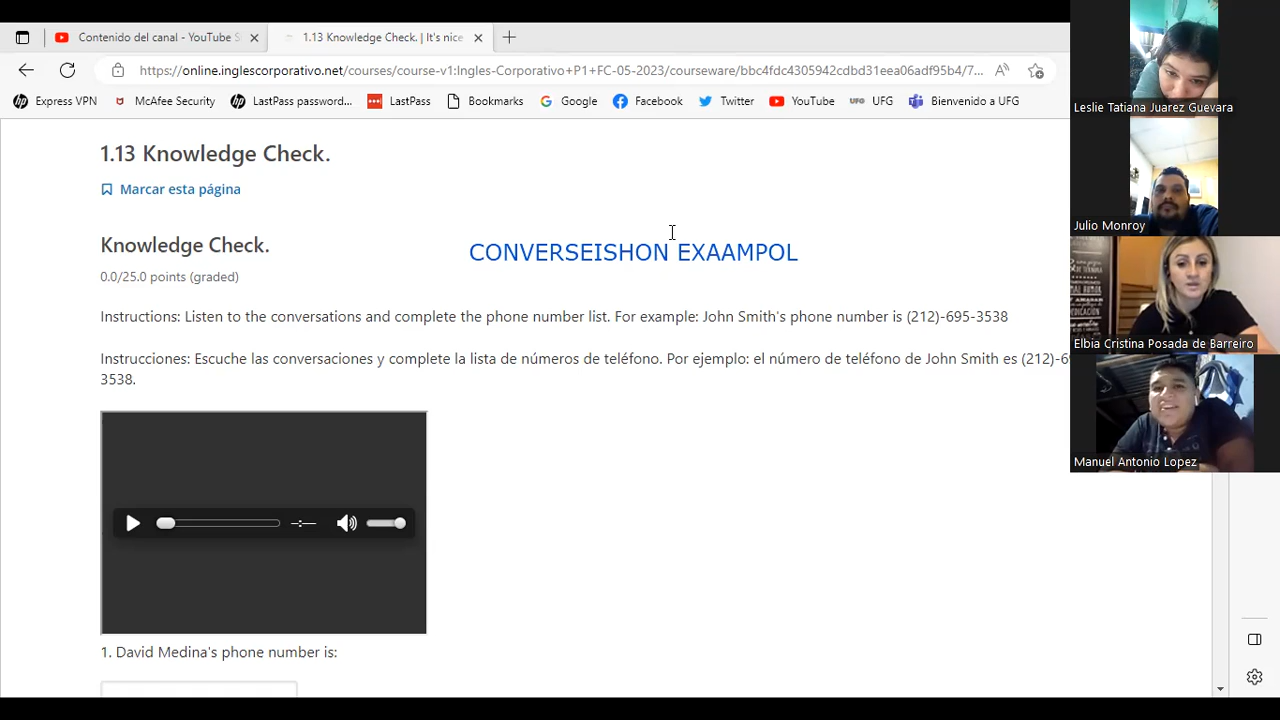 Contenido del canal - YouTube S
1.13 Knowledge Check. | It's nice
https://online.inglescorporativo.net/courses/course-v1:Ingles-Corporativo+P1+FC-05-2023/courseware/bbc4fdc4305942cdbd31eea06adf95b4/7...
Express VPN McAfee Security LastPass password... LastPass Bookmarks Google Facebook Twitter YouTube UFG Bienvenido a UFG
1.13 Knowledge Check.
Marcar esta página
Knowledge Check.
CONVERSEISHON EXAAMPOL
0.0/25.0 points (graded)
Instructions: Listen to the conversations and complete the phone number list. For example: John Smith's phone number is (212)-695-3538
Instrucciones: Escuche las conversaciones y complete la lista de números de teléfono. Por ejemplo: el número de teléfono de John Smith es (212)-69
3538.
-:--
1. David Medina's phone number is:
Leslie Tatiana Juarez Guevara
Julio Monroy
Elbia Cristina Posada de Barreiro
Manuel Antonio Lopez